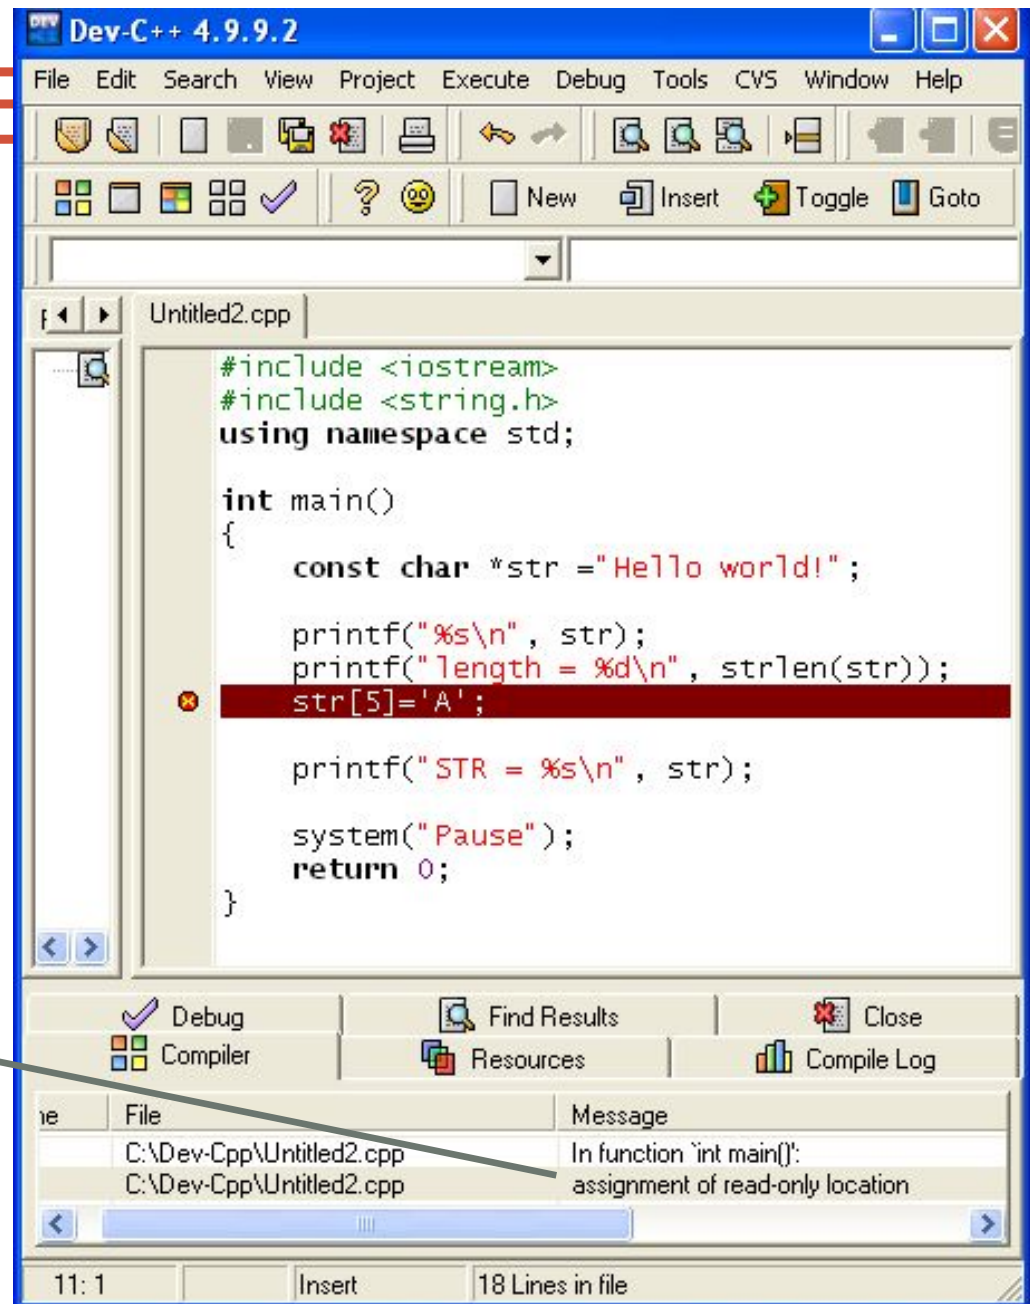 Dev-C++ 4.9.9.2
File Edit Search View Project Execute Debug Tools CVS Window Help
New Insert Toggle Goto
Untitled2.cpp
#include <iostream>
#include <string.h>
using namespace std;
int main()
{
const char *str ="Hello world!";
printf("%s\n", str);
printf("length = %d\n", strlen(str));
str[5]='A';
printf("STR = %s\n", str);
system("Pause");
return 0;
}
Debug Find Results Close
Compiler Resources Compile Log
File Message
C:\Dev-Cpp\Untitled2.cpp In function `int main()':
C:\Dev-Cpp\Untitled2.cpp assignment of read-only location
11: 1 Insert 18 Lines in file